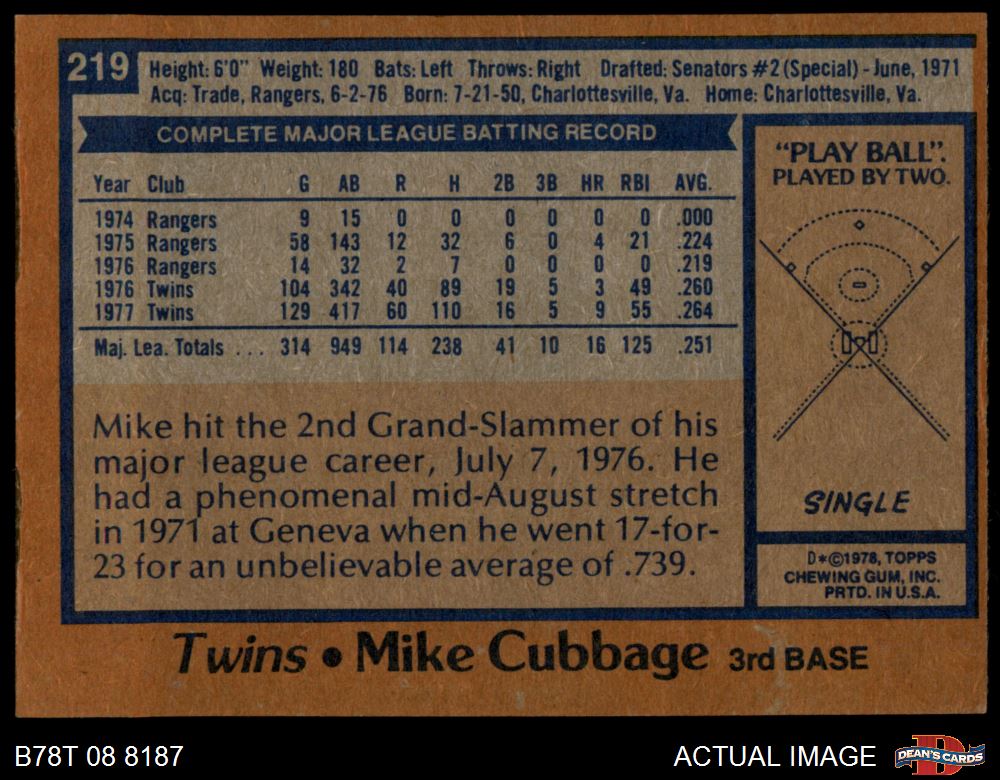 219
Height: 6'0" Weight: 180 Bats: Left Throws: Right Drafted: Senators #2 (Special) - June, 1971
Acq: Trade, Rangers, 6-2-76 Born: 7-21-50, Charlottesville, Va. Home: Charlottesville, Va.
COMPLETE MAJOR LEAGUE BATTING RECORD
Year Club G AB R H 2B 3B HR RBI AVG.
1974 Rangers 9 15 0 0 0 0 0 0 .000
1975 Rangers 58 143 12 32 6 0 4 21 .224
1976 Rangers 14 32 2 7 0 0 0 0 .219
1976 Twins 104 342 40 89 19 5 3 49 .260
1977 Twins 129 417 60 110 16 5 9 55 .264
Maj. Lea. Totals ... 314 949 114 238 41 10 16 125 .251
Mike hit the 2nd Grand-Slammer of his
major league career, July 7, 1976. He
had a phenomenal mid-August stretch
in 1971 at Geneva when he went 17-for-
23 for an unbelievable average of .739.
"PLAY BALL".
PLAYED BY TWO.
SINGLE
D*©1978, TOPPS
CHEWING GUM, INC.
PRTD. IN U.S.A.
Twins • Mike Cubbage 3rd BASE
B78T 08 8187
ACTUAL IMAGE
D
DEAN'S CARDS